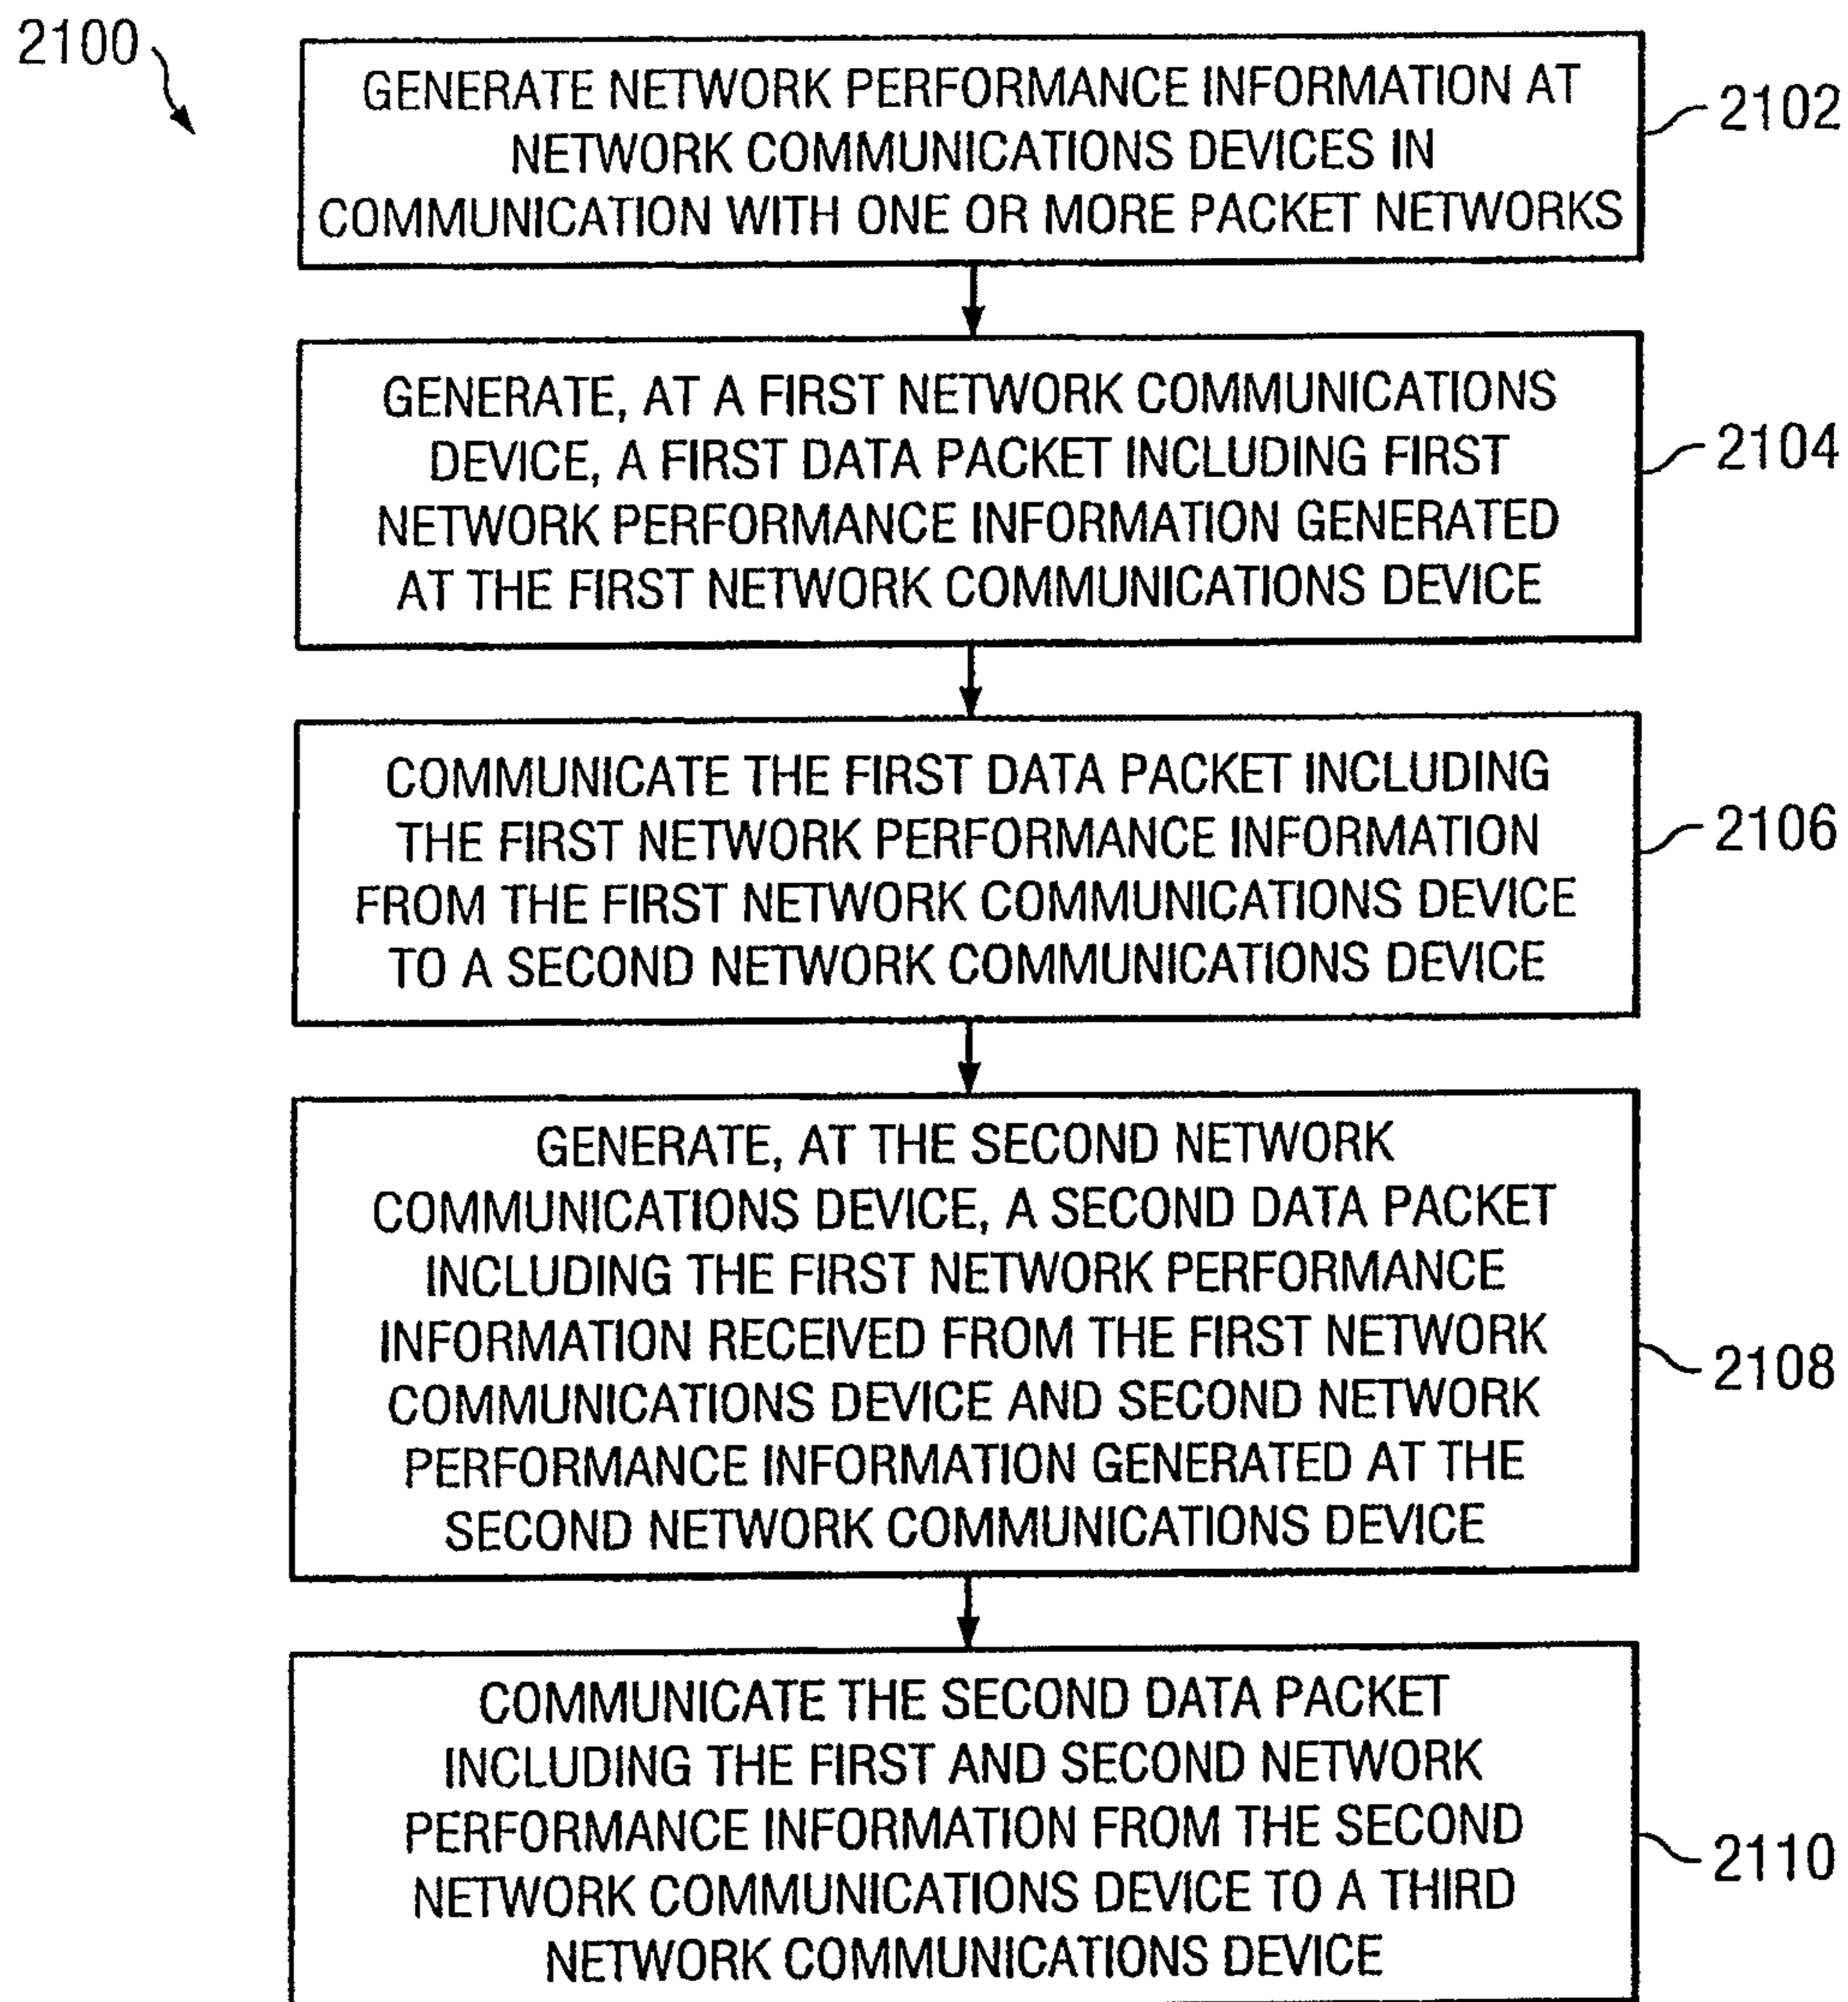 2100
GENERATE NETWORK PERFORMANCE INFORMATION AT
NETWORK COMMUNICATIONS DEVICES IN
COMMUNICATION WITH ONE OR MORE PACKET NETWORKS
2102
GENERATE, AT A FIRST NETWORK COMMUNICATIONS
DEVICE, A FIRST DATA PACKET INCLUDING FIRST
NETWORK PERFORMANCE INFORMATION GENERATED
AT THE FIRST NETWORK COMMUNICATIONS DEVICE
2104
COMMUNICATE THE FIRST DATA PACKET INCLUDING
THE FIRST NETWORK PERFORMANCE INFORMATION
FROM THE FIRST NETWORK COMMUNICATIONS DEVICE
TO A SECOND NETWORK COMMUNICATIONS DEVICE
2106
GENERATE, AT THE SECOND NETWORK
COMMUNICATIONS DEVICE, A SECOND DATA PACKET
INCLUDING THE FIRST NETWORK PERFORMANCE
INFORMATION RECEIVED FROM THE FIRST NETWORK
COMMUNICATIONS DEVICE AND SECOND NETWORK
PERFORMANCE INFORMATION GENERATED AT THE
SECOND NETWORK COMMUNICATIONS DEVICE
2108
COMMUNICATE THE SECOND DATA PACKET
INCLUDING THE FIRST AND SECOND NETWORK
PERFORMANCE INFORMATION FROM THE SECOND
NETWORK COMMUNICATIONS DEVICE TO A THIRD
NETWORK COMMUNICATIONS DEVICE
2110